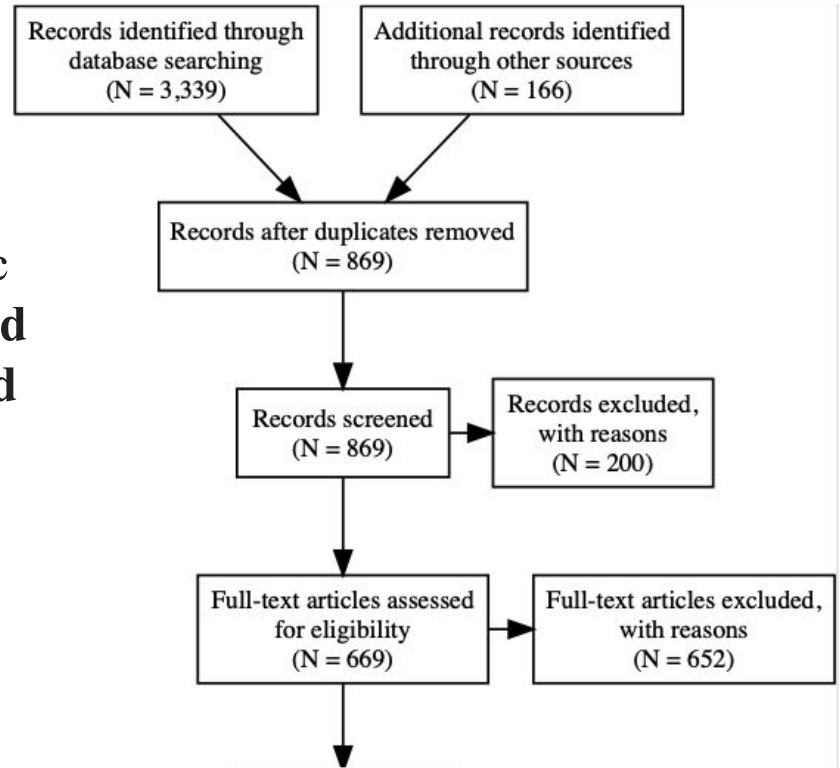 Records identified through
database searching
(N = 3,339)
Additional records identified
through other sources
(N = 166)
Records after duplicates removed
(N = 869)
c
d
d
Records screened
(N = 869)
Records excluded,
with reasons
(N = 200)
Full-text articles assessed
for eligibility
(N = 669)
Full-text articles excluded,
with reasons
(N = 652)